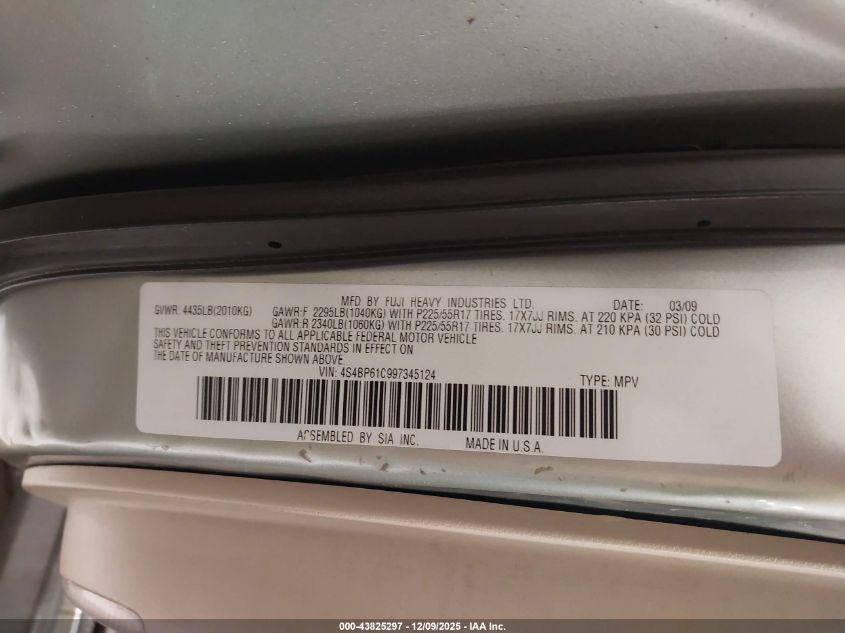 MFD BY FUJI HEAVY INDUSTRIES LTD. DATE: 03/09
GVWR: 4435LB(2010KG) GAWR:F 2295LB(1040KG) WITH P225/55R17 TIRES. 17X7JJ RIMS. AT 220 KPA (32 PSI) COLD
GAWR:R 2340LB(1060KG) WITH P225/55R17 TIRES. 17X7JJ RIMS. AT 210 KPA (30 PSI) COLD
THIS VEHICLE CONFORMS TO ALL APPLICABLE FEDERAL MOTOR VEHICLE
SAFETY AND THEFT PREVENTION STANDARDS IN EFFECT ON
THE DATE OF MANUFACTURE SHOWN ABOVE.
VIN: 4S4BP61C997345124 TYPE: MPV
ASSEMBLED BY SIA INC. MADE IN U.S.A.
000-43825297 - 12/09/2025 - IAA Inc.